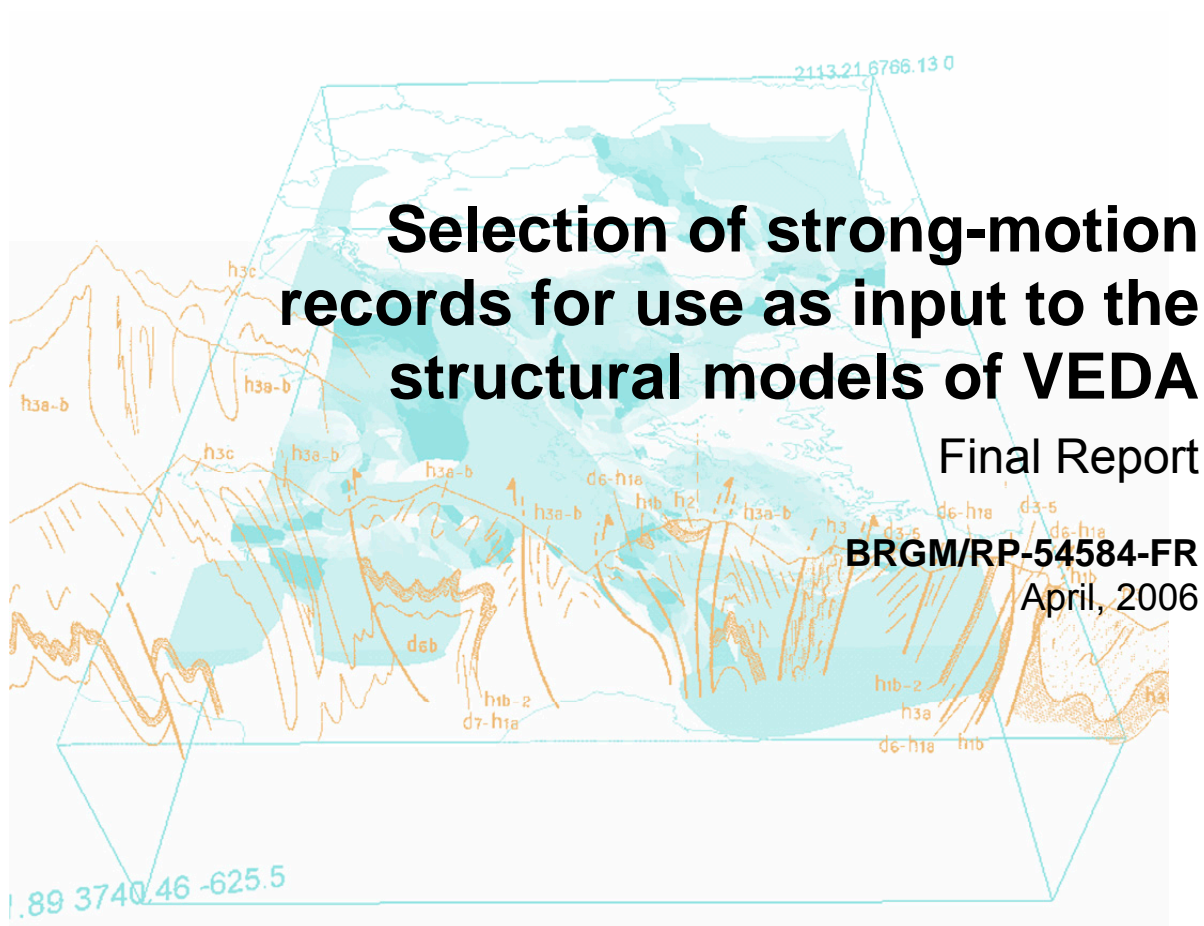 2113.21 6766.13 0
Selection of strong-motion
records for use as input to the
structural models of VEDA
Final Report
BRGM/RP-54584-FR
April, 2006
h3c
h3a-b
h3a-b
h3c
h3a-b
h3a-b
d6-h1a
h1b
h2
h3a-b
h3a-b
h3
d3-5
d6-h1a
d3-5
d6-h1a
h1b
d6b
h1b-2
d7-h1a
h1b-2
h3a
d6-h1a
h1b
.89 3740.46 -625.5